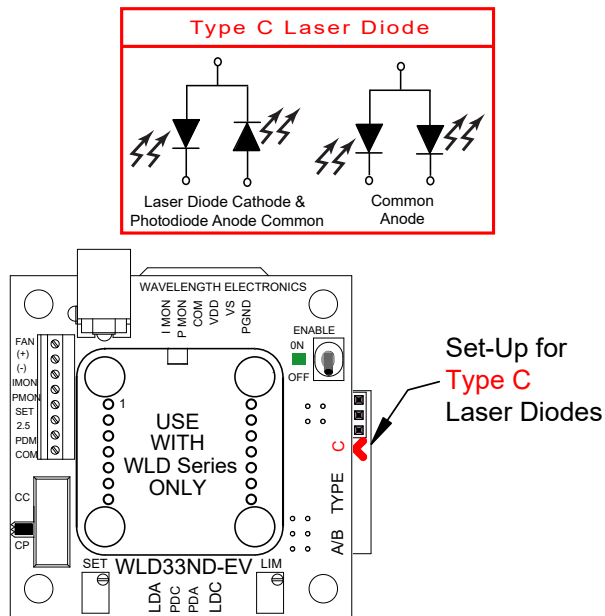 Type C Laser Diode
Laser Diode Cathode &
Photodiode Anode Common
Common
Anode
WAVELENGTH ELECTRONICS
I MON
P MON
COM
VDD
VS
PGND
ENABLE
0N
OFF
FAN
(+)
(-)
IMON
PMON
SET
2.5
PDM
COM
1
USE
WITH
WLD Series
ONLY
Set-Up for
Type C
Laser Diodes
C
TYPE
A/B
CC
CP
SET
WLD33ND-EV
LIM
LDA
PDC
PDA
LDC